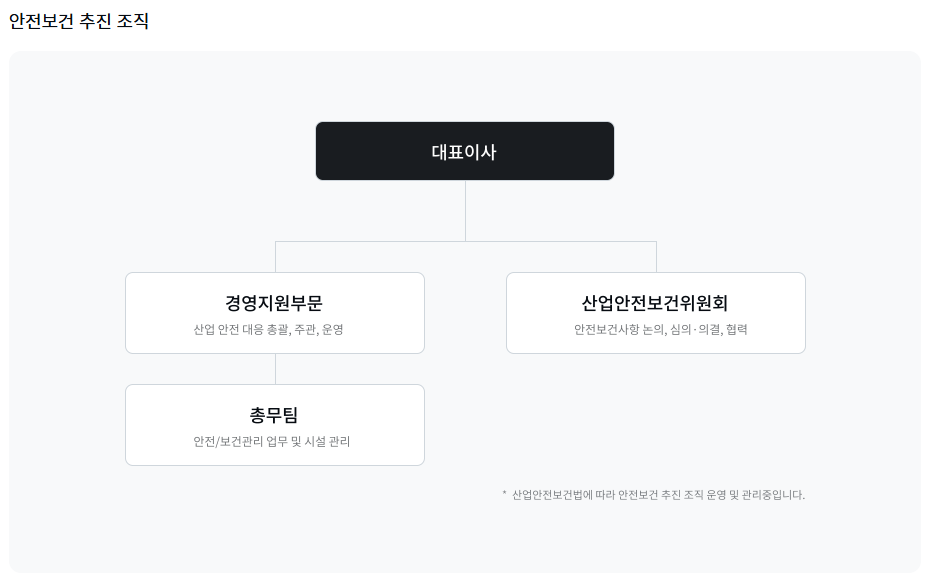 안전보건 추진 조직
대표이사
경영지원부문
산업 안전 대응 총괄, 주관, 운영
산업안전보건위원회
안전보건사항 논의, 심의·의결, 협력
총무팀
안전/보건관리 업무 및 시설 관리
* 산업안전보건법에 따라 안전보건 추진 조직 운영 및 관리중입니다.